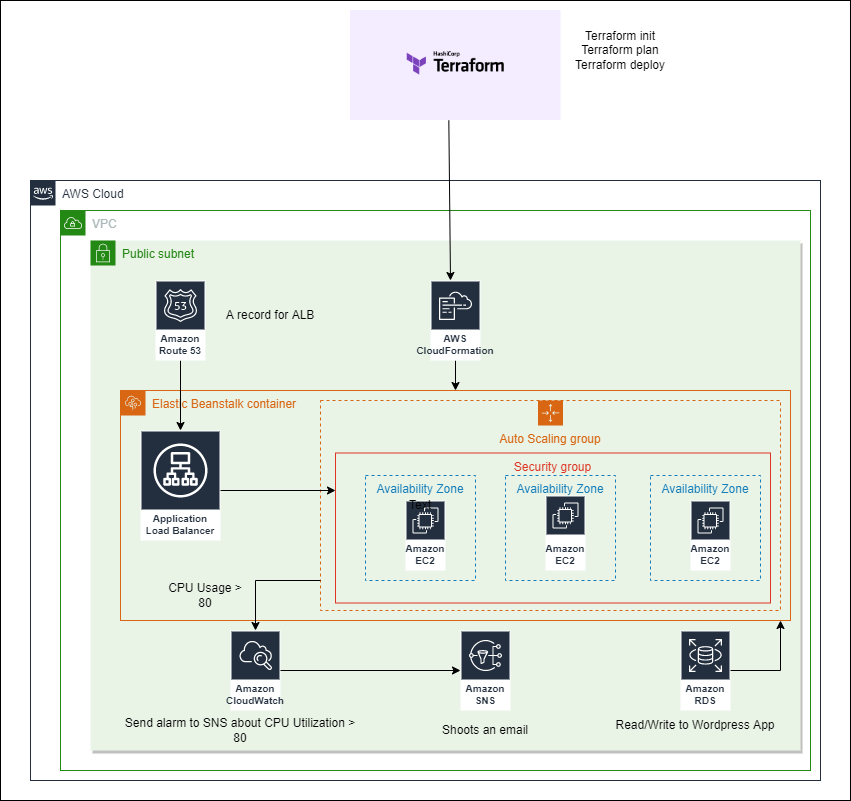 HashiCorp
Terraform
Terraform init
Terraform plan
Terraform deploy
aws
AWS Cloud
VPC
Public subnet
53
Amazon
Route 53
A record for ALB
AWS
CloudFormation
Elastic Beanstalk container
Auto Scaling group
Security group
Availability Zone
Availability Zone
Availability Zone
Text
Application
Load Balancer
Amazon
EC2
Amazon
EC2
Amazon
EC2
CPU Usage >
80
Amazon
CloudWatch
Amazon
SNS
Amazon
RDS
Send alarm to SNS about CPU Utilization >
80
Shoots an email
Read/Write to Wordpress App